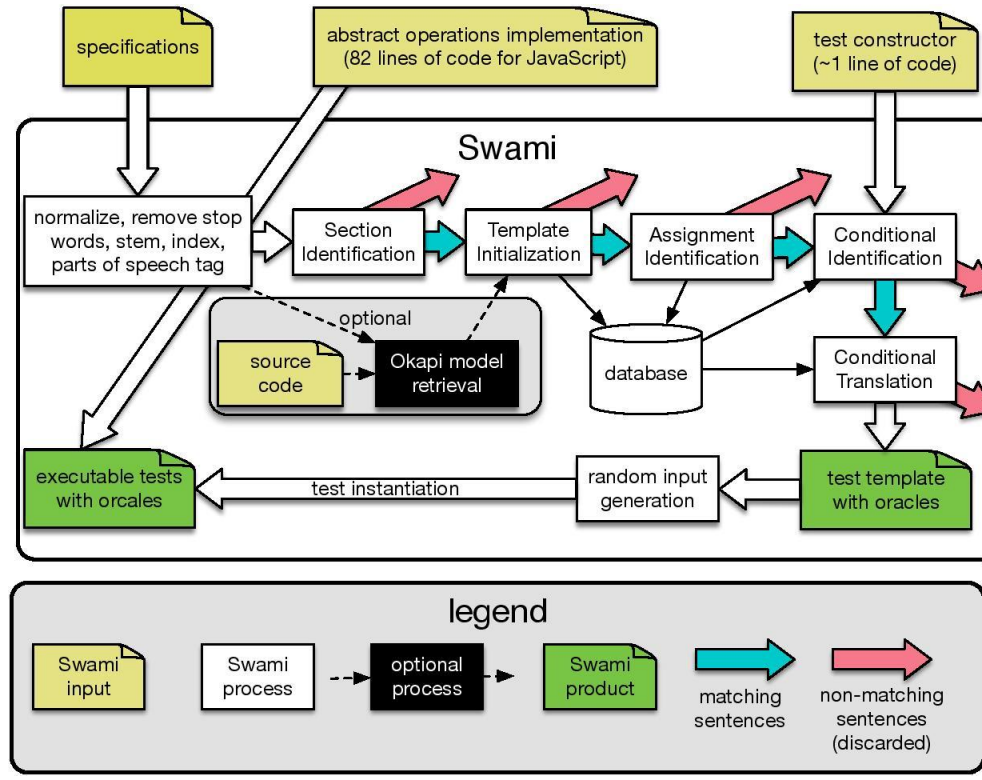 specifications
abstract operations implementation
(82 lines of code for JavaScript)
test constructor
(~1 line of code)
Swami
normalize, remove stop
words, stem, index,
parts of speech tag
Section
Identification
Template
Initialization
Assignment
Identification
Conditional
Identification
optional
source
code
Okapi model
retrieval
database
Conditional
Translation
executable tests
with orcales
test instantiation
random input
generation
test template
with oracles
legend
Swami
input
Swami
process
optional
process
Swami
product
matching
sentences
non-matching
sentences
(discarded)